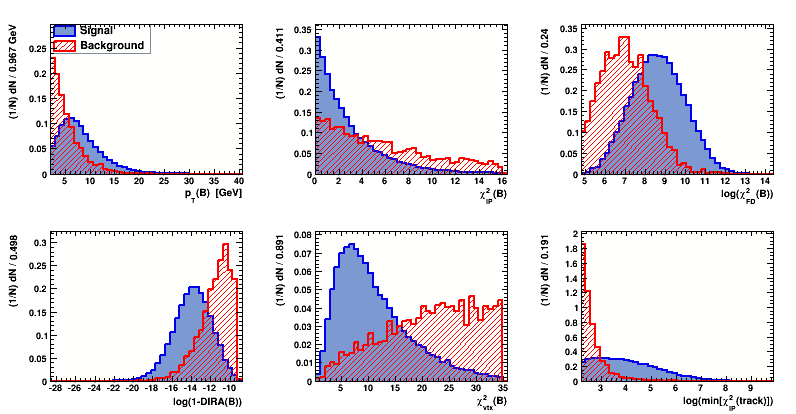 Signal
Background
(1/N) dN / 0.967 GeV
0 0.05 0.1 0.15 0.2 0.25
5 10 15 20 25 30 35 40
p_T(B) [GeV]
(1/N) dN / 0.411
0 0.05 0.1 0.15 0.2 0.25 0.3 0.35
0 2 4 6 8 10 12 14 16
χ²_IP(B)
(1/N) dN / 0.24
0 0.05 0.1 0.15 0.2 0.25 0.3 0.35
5 6 7 8 9 10 11 12 13 14
log(χ²_FD(B))
(1/N) dN / 0.498
0 0.05 0.1 0.15 0.2 0.25 0.3
-28 -26 -24 -22 -20 -18 -16 -14 -12 -10
log(1-DIRA(B))
(1/N) dN / 0.891
0 0.01 0.02 0.03 0.04 0.05 0.06 0.07 0.08
5 10 15 20 25 30 35
χ²_vtx(B)
(1/N) dN / 0.191
0 0.2 0.4 0.6 0.8 1 1.2 1.4 1.6 1.8 2
3 4 5 6 7 8 9
log(min[χ²_IP(track)])